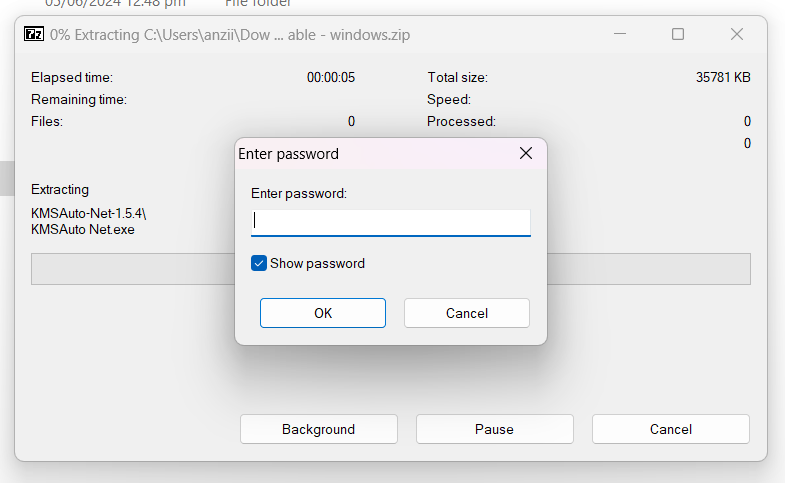 05/06/2024 12:48 pm File folder
7z 0% Extracting C:\Users\anzii\Dow ... able - windows.zip
Elapsed time: 00:00:05 Total size: 35781 KB
Remaining time: Speed:
Files: 0 Processed: 0
0
Enter password
Enter password:
Extracting
KMSAuto-Net-1.5.4\
KMSAuto Net.exe
Show password
OK Cancel
Background Pause Cancel